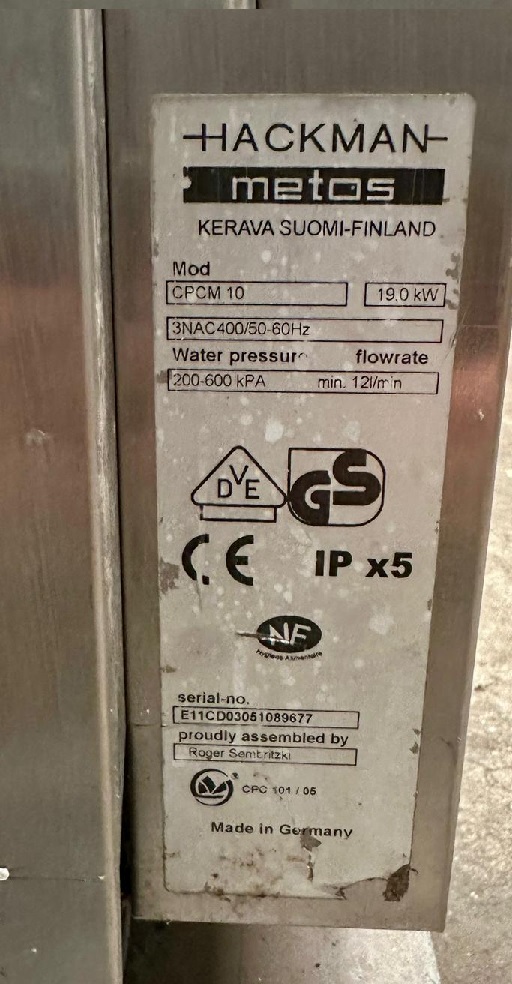 HACKMAN
metos
KERAVA SUOMI-FINLAND
Mod
CPCM 10 19.0 kW
3NAC400/50-60Hz
Water pressure flowrate
200-600 kPA min. 12l/min
DVE
GS
CE IP x5
NF
Hygiène Alimentaire
serial-no.
E11CD03051089677
proudly assembled by
Roger Sembritzki
CPC 101 / 05
Made in Germany